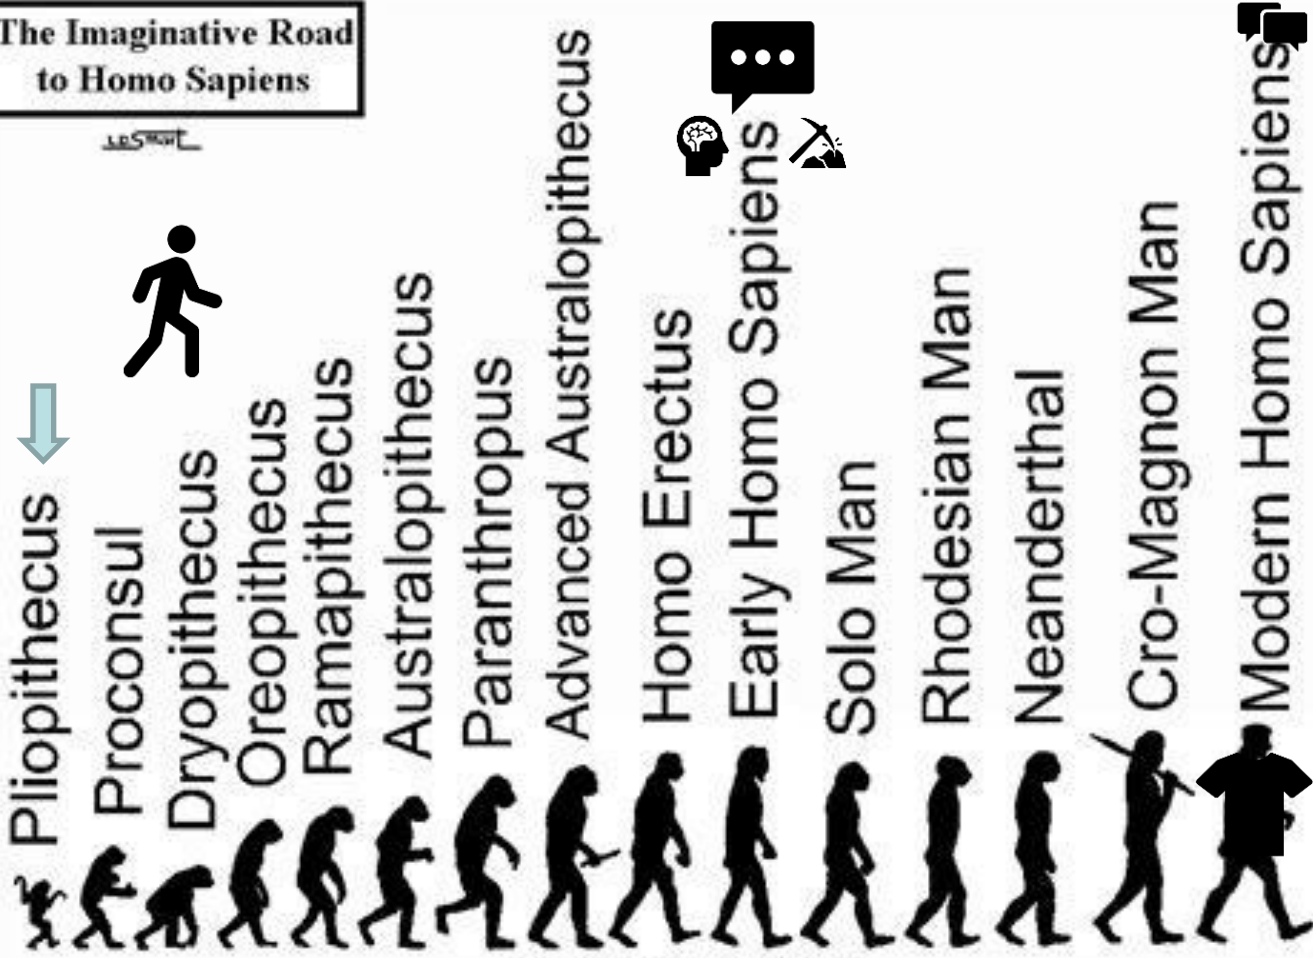 The Imaginative Road
to Homo Sapiens
Pliopithecus
Proconsul
Dryopithecus
Oreopithecus
Ramapithecus
Australopithecus
Paranthropus
Advanced Australopithecus
Homo Erectus
Early Homo Sapiens
Solo Man
Rhodesian Man
Neanderthal
Cro-Magnon Man
Modern Homo Sapiens